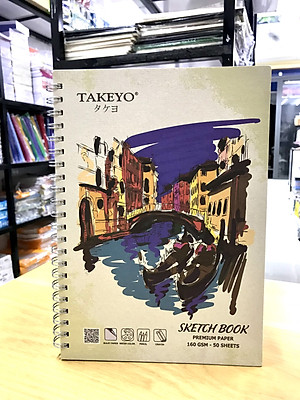 TAKEYO®
タケヨ
SKETCH BOOK
PREMIUM PAPER
160 GSM - 50 SHEETS